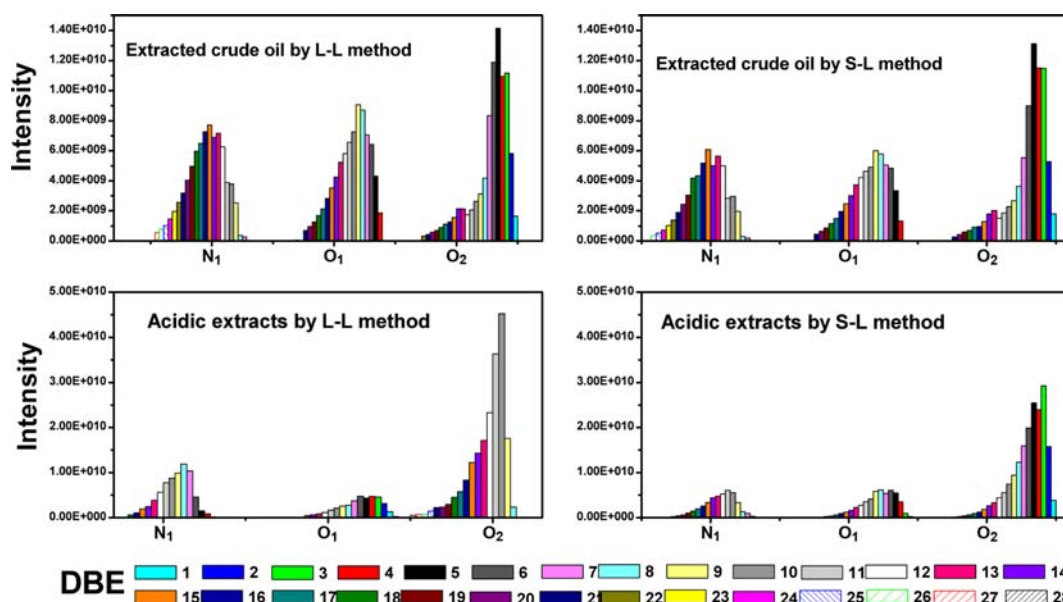 Intensity
1.40E+010
1.20E+010
1.00E+010
8.00E+009
6.00E+009
4.00E+009
2.00E+009
0.00E+000
Extracted crude oil by L-L method
N1
O1
O2
1.40E+010
1.20E+010
1.00E+010
8.00E+009
6.00E+009
4.00E+009
2.00E+009
0.00E+000
Extracted crude oil by S-L method
N1
O1
O2
Intensity
5.00E+010
4.00E+010
3.00E+010
2.00E+010
1.00E+010
0.00E+000
Acidic extracts by L-L method
N1
O1
O2
5.00E+010
4.00E+010
3.00E+010
2.00E+010
1.00E+010
0.00E+000
Acidic extracts by S-L method
N1
O1
O2
DBE
1 2 3 4 5 6 7 8 9 10 11 12 13 14
15 16 17 18 19 20 21 22 23 24 25 26 27